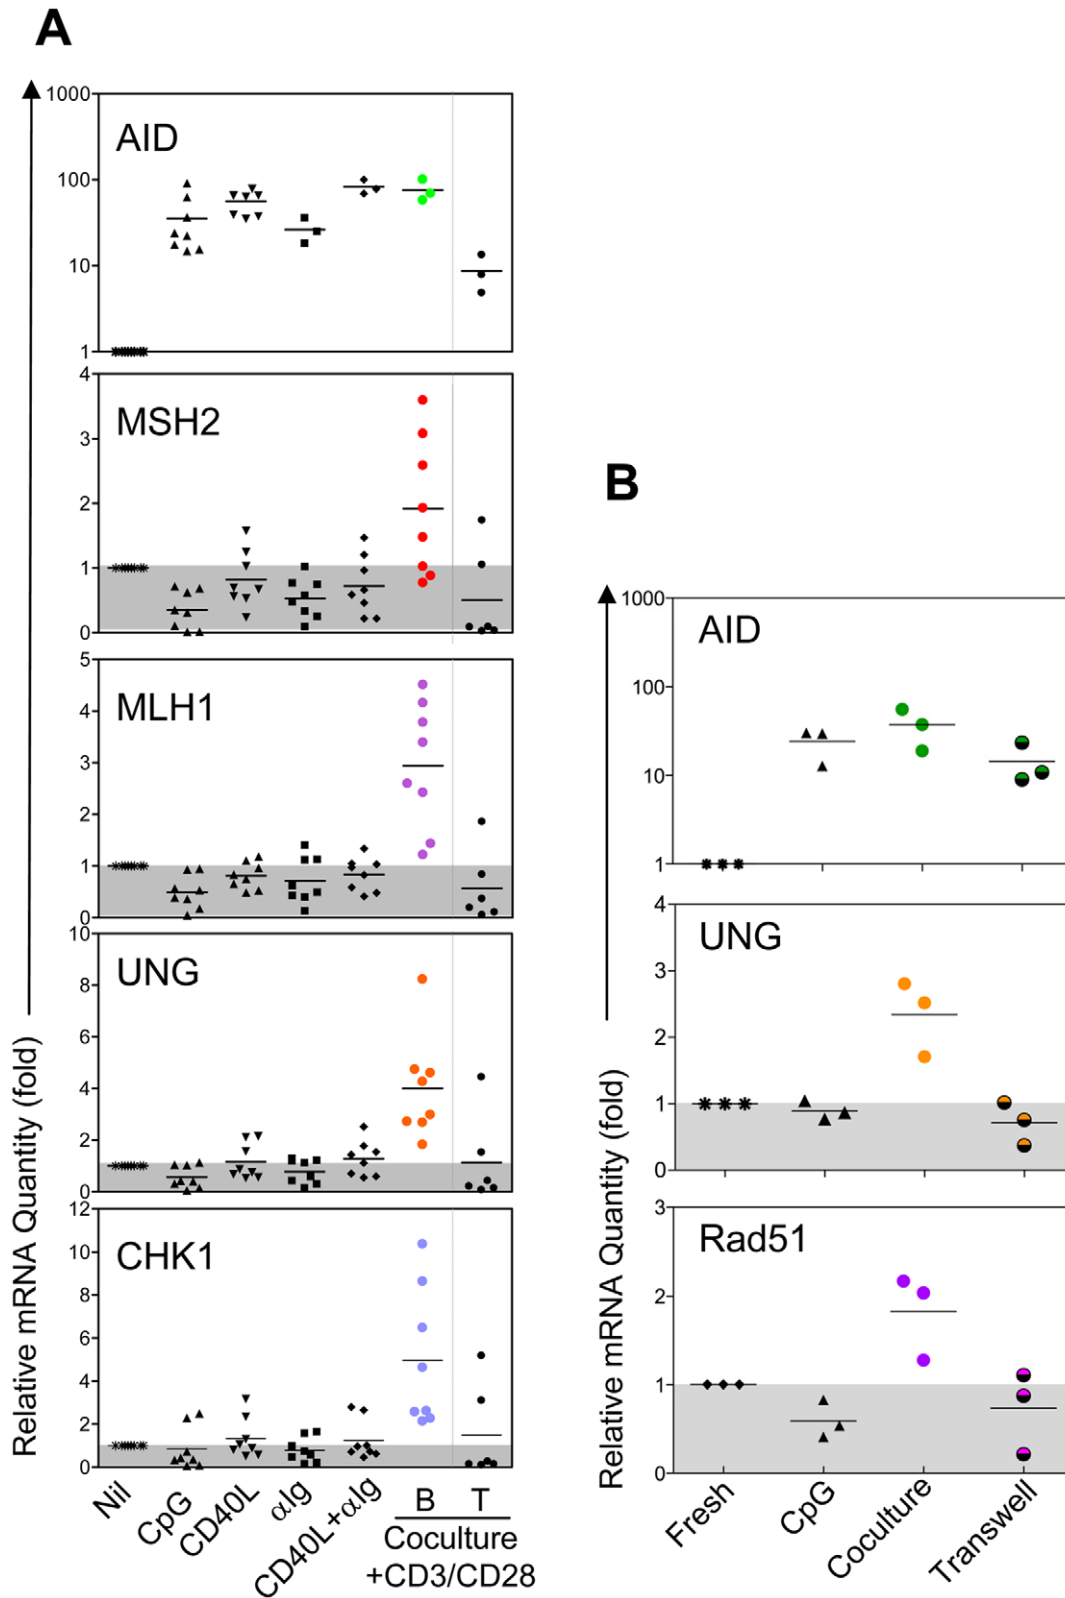 A
1000
AID
100
10
1
4
MSH2
3
2
1
0
5
MLH1
4
3
2
1
0
10
UNG
8
6
4
2
0
12
CHK1
10
8
6
4
2
0
Relative mRNA Quantity (fold)
Nil
CpG
CD40L
αIg
CD40L+αIg
B
T
Coculture
+CD3/CD28
B
1000
AID
100
10
1
4
UNG
3
2
1
0
3
Rad51
2
1
0
Relative mRNA Quantity (fold)
Fresh
CpG
Coculture
Transwell